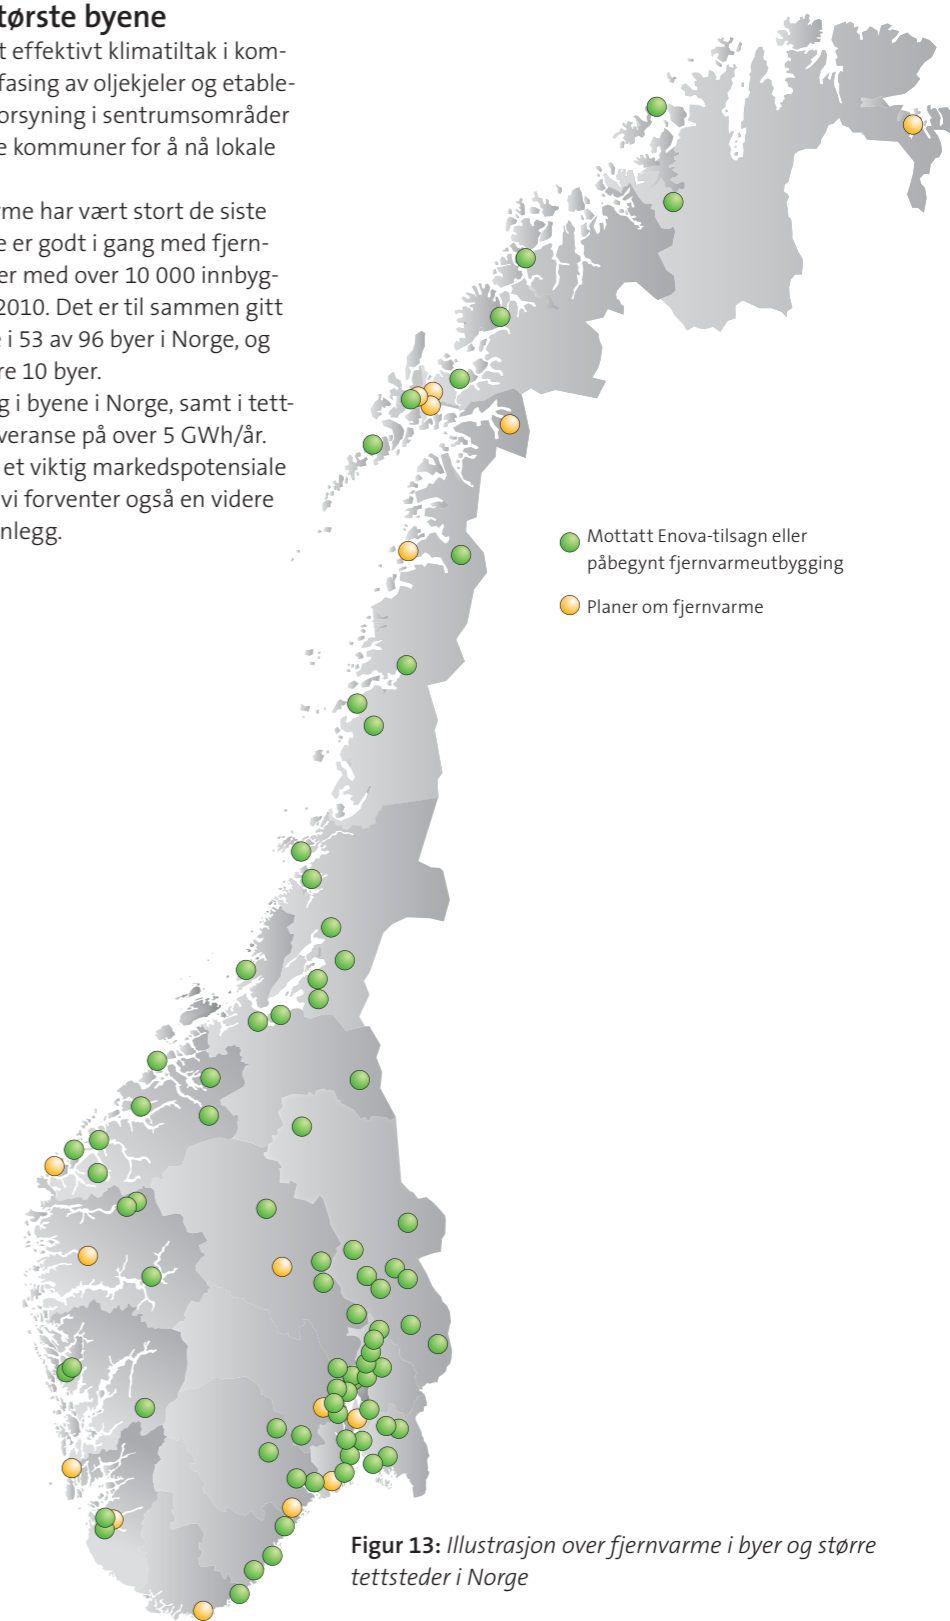 tørste byene
t effektivt klimatiltak i kom-
fasing av oljekjeler og etable-
orsyning i sentrumsområder
e kommuner for å nå lokale
rme har vært stort de siste
e er godt i gang med fjern-
er med over 10 000 innbyg-
2010. Det er til sammen gitt
e i 53 av 96 byer i Norge, og
re 10 byer.
g i byene i Norge, samt i tett-
veranse på over 5 GWh/år.
et viktig markedspotensiale
vi forventer også en videre
nlegg.
Mottatt Enova-tilsagn eller
påbegynt fjernvarmeutbygging
Planer om fjernvarme
Figur 13: Illustrasjon over fjernvarme i byer og større
tettsteder i Norge